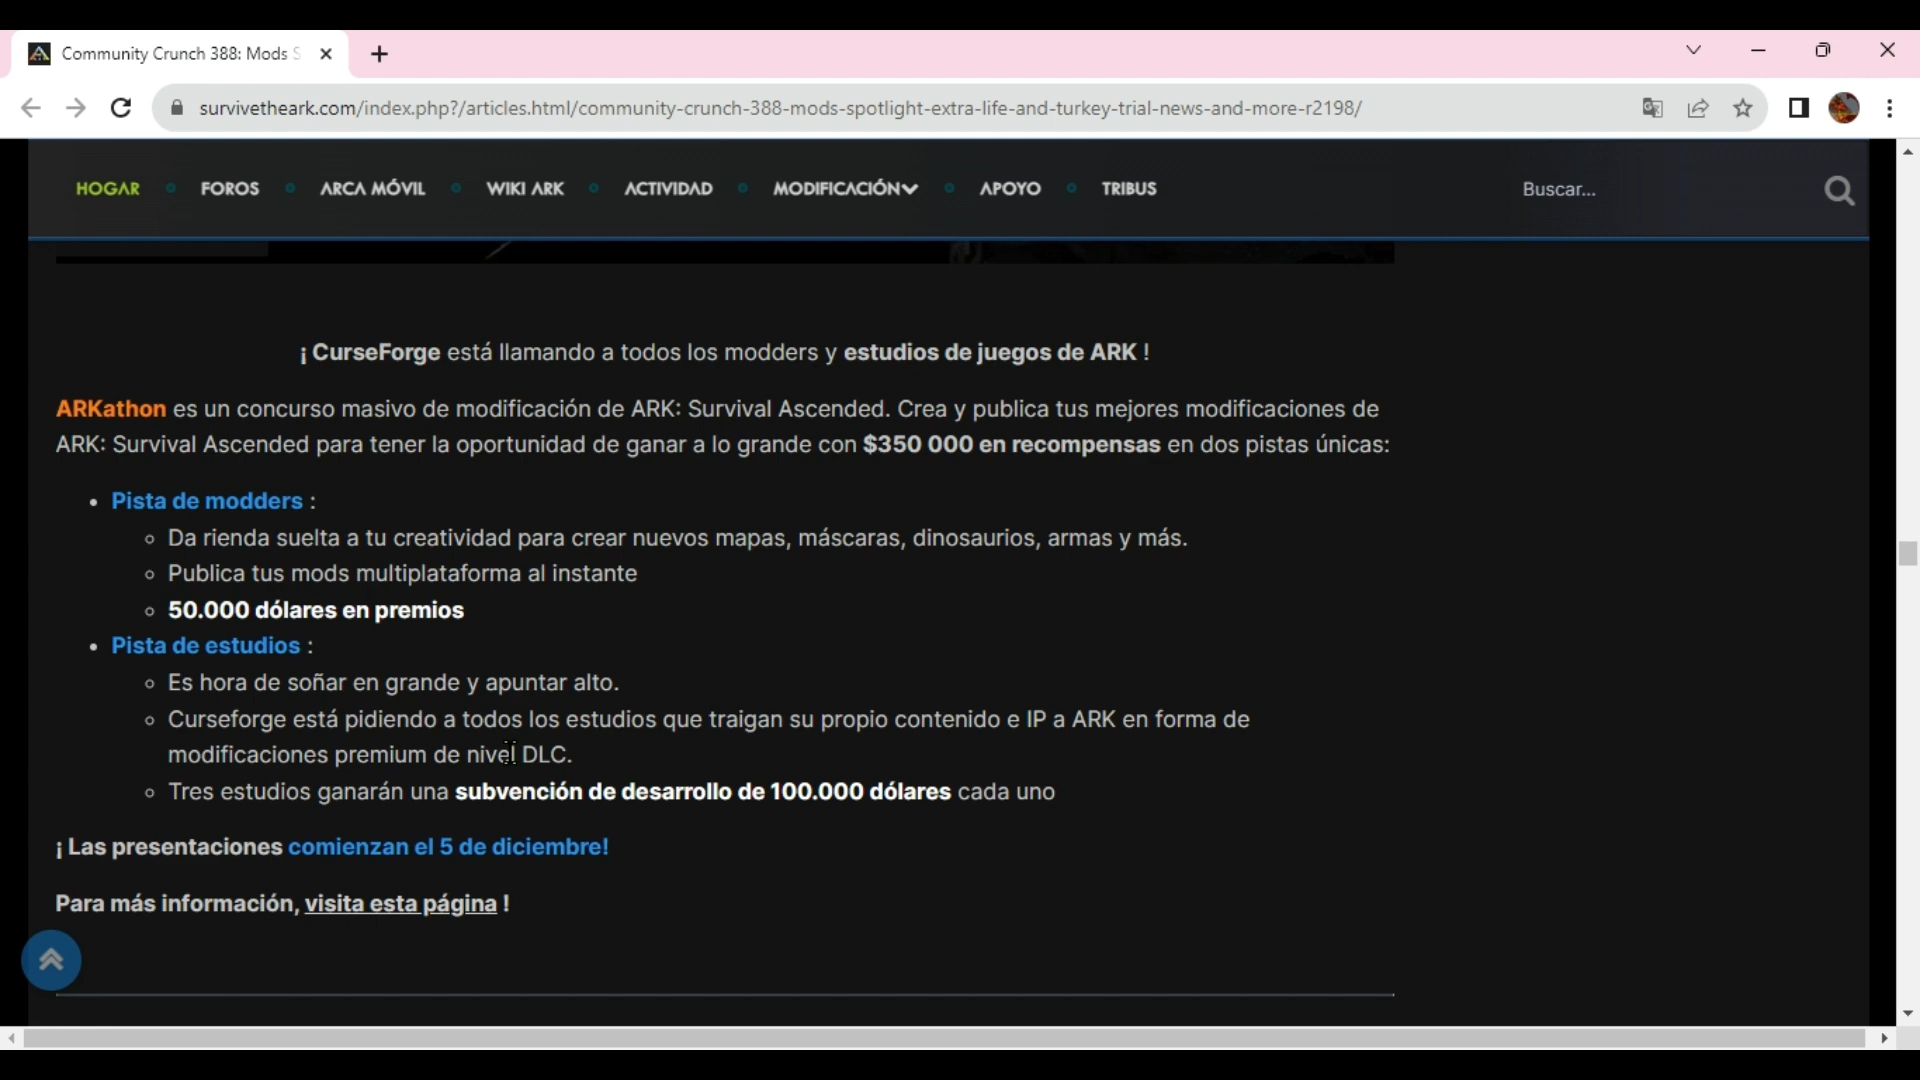 Community Crunch 388: Mods S
survivetheark.com/index.php?/articles.html/community-crunch-388-mods-spotlight-extra-life-and-turkey-trial-news-and-more-r2198/
HOGAR FOROS ARCA MÓVIL WIKI ARK ACTIVIDAD MODIFICACIÓN APOYO TRIBUS Buscar...
¡ CurseForge está llamando a todos los modders y estudios de juegos de ARK !
ARKathon es un concurso masivo de modificación de ARK: Survival Ascended. Crea y publica tus mejores modificaciones de
ARK: Survival Ascended para tener la oportunidad de ganar a lo grande con $350 000 en recompensas en dos pistas únicas:
• Pista de modders :
Da rienda suelta a tu creatividad para crear nuevos mapas, máscaras, dinosaurios, armas y más.
Publica tus mods multiplataforma al instante
50.000 dólares en premios
• Pista de estudios :
Es hora de soñar en grande y apuntar alto.
Curseforge está pidiendo a todos los estudios que traigan su propio contenido e IP a ARK en forma de
modificaciones premium de nivel DLC.
Tres estudios ganarán una subvención de desarrollo de 100.000 dólares cada uno
¡ Las presentaciones comienzan el 5 de diciembre!
Para más información, visita esta página !